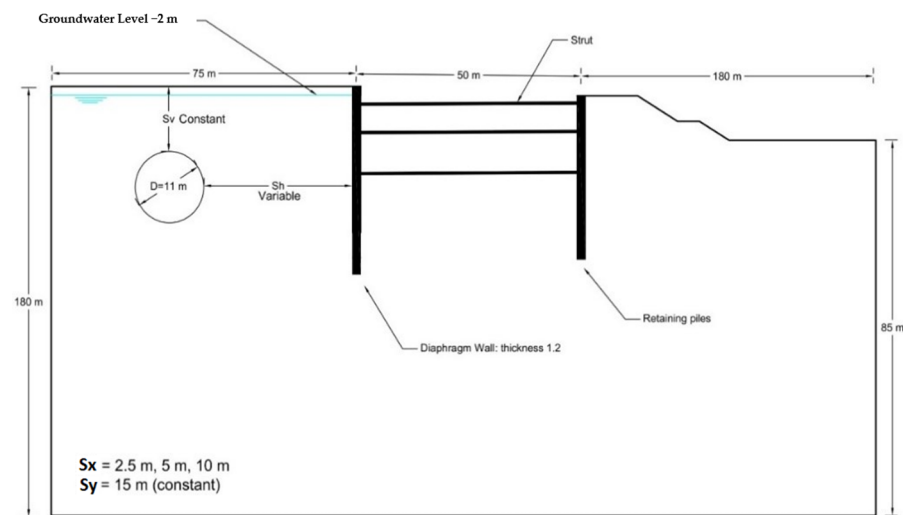 Groundwater Level −2 m
Strut
75 m
50 m
180 m
Sv Constant
D=11 m
Sh
Variable
180 m
Retaining piles
85 m
Diaphragm Wall: thickness 1.2
Sx = 2.5 m, 5 m, 10 m
Sy = 15 m (constant)